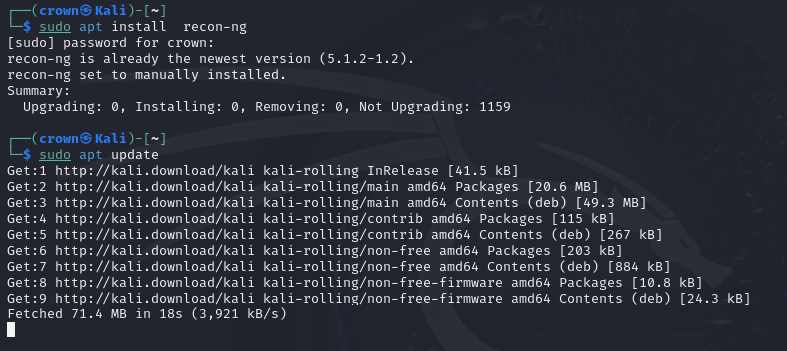 ┌──(crown㉿Kali)-[~]
└─$ sudo apt install  recon-ng
[sudo] password for crown:
recon-ng is already the newest version (5.1.2-1.2).
recon-ng set to manually installed.
Summary:
  Upgrading: 0, Installing: 0, Removing: 0, Not Upgrading: 1159
┌──(crown㉿Kali)-[~]
└─$ sudo apt update
Get:1 http://kali.download/kali kali-rolling InRelease [41.5 kB]
Get:2 http://kali.download/kali kali-rolling/main amd64 Packages [20.6 MB]
Get:3 http://kali.download/kali kali-rolling/main amd64 Contents (deb) [49.3 MB]
Get:4 http://kali.download/kali kali-rolling/contrib amd64 Packages [115 kB]
Get:5 http://kali.download/kali kali-rolling/contrib amd64 Contents (deb) [267 kB]
Get:6 http://kali.download/kali kali-rolling/non-free amd64 Packages [203 kB]
Get:7 http://kali.download/kali kali-rolling/non-free amd64 Contents (deb) [884 kB]
Get:8 http://kali.download/kali kali-rolling/non-free-firmware amd64 Packages [10.8 kB]
Get:9 http://kali.download/kali kali-rolling/non-free-firmware amd64 Contents (deb) [24.3 kB]
Fetched 71.4 MB in 18s (3,921 kB/s)